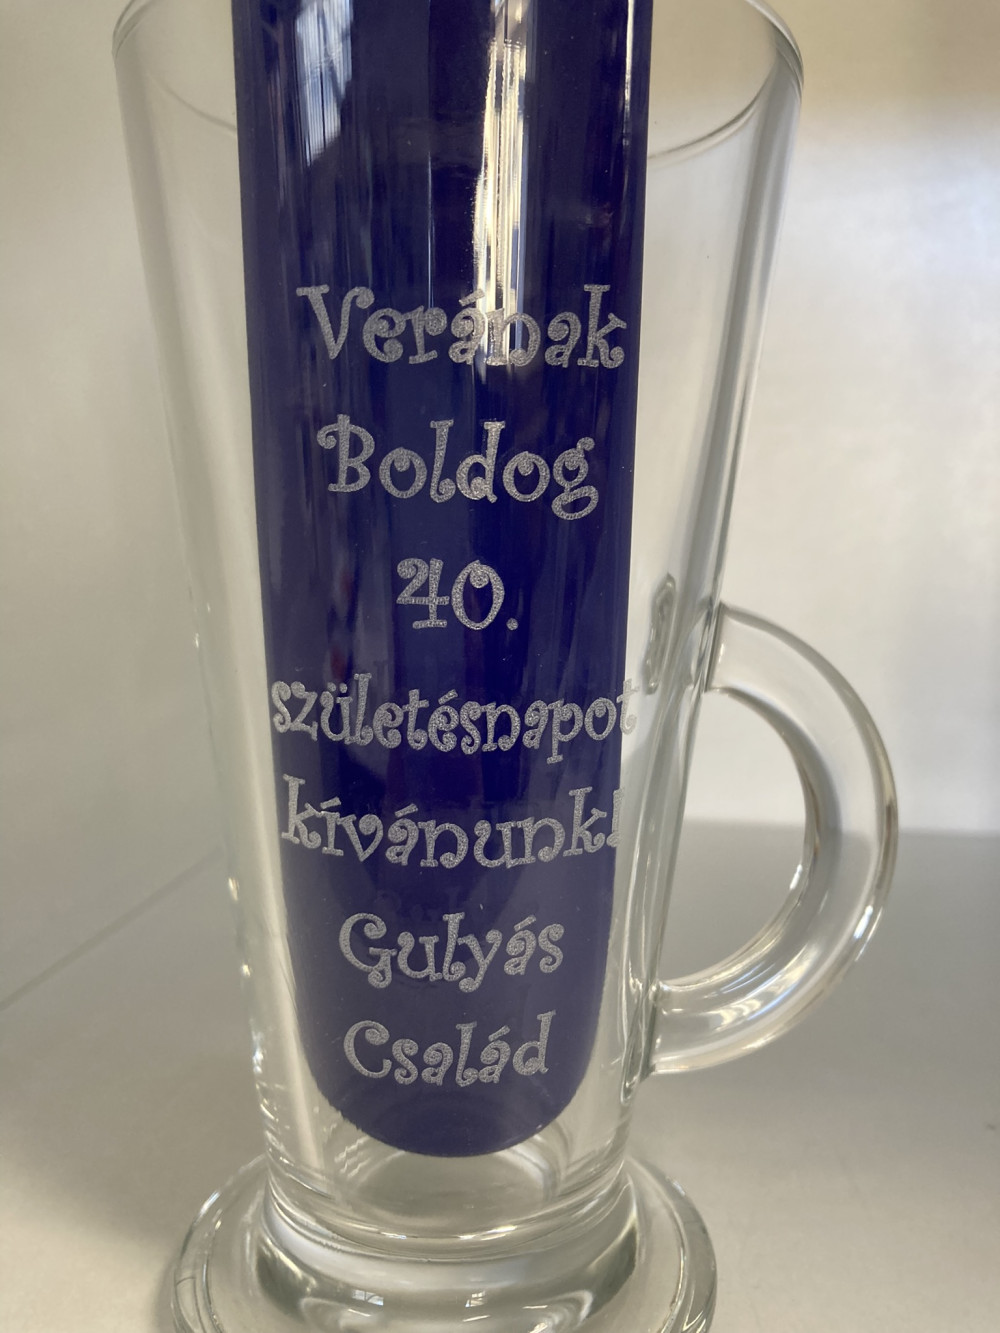 Verának
Boldog
40.
születésnapot
kívánunk!
Gulyás
Család